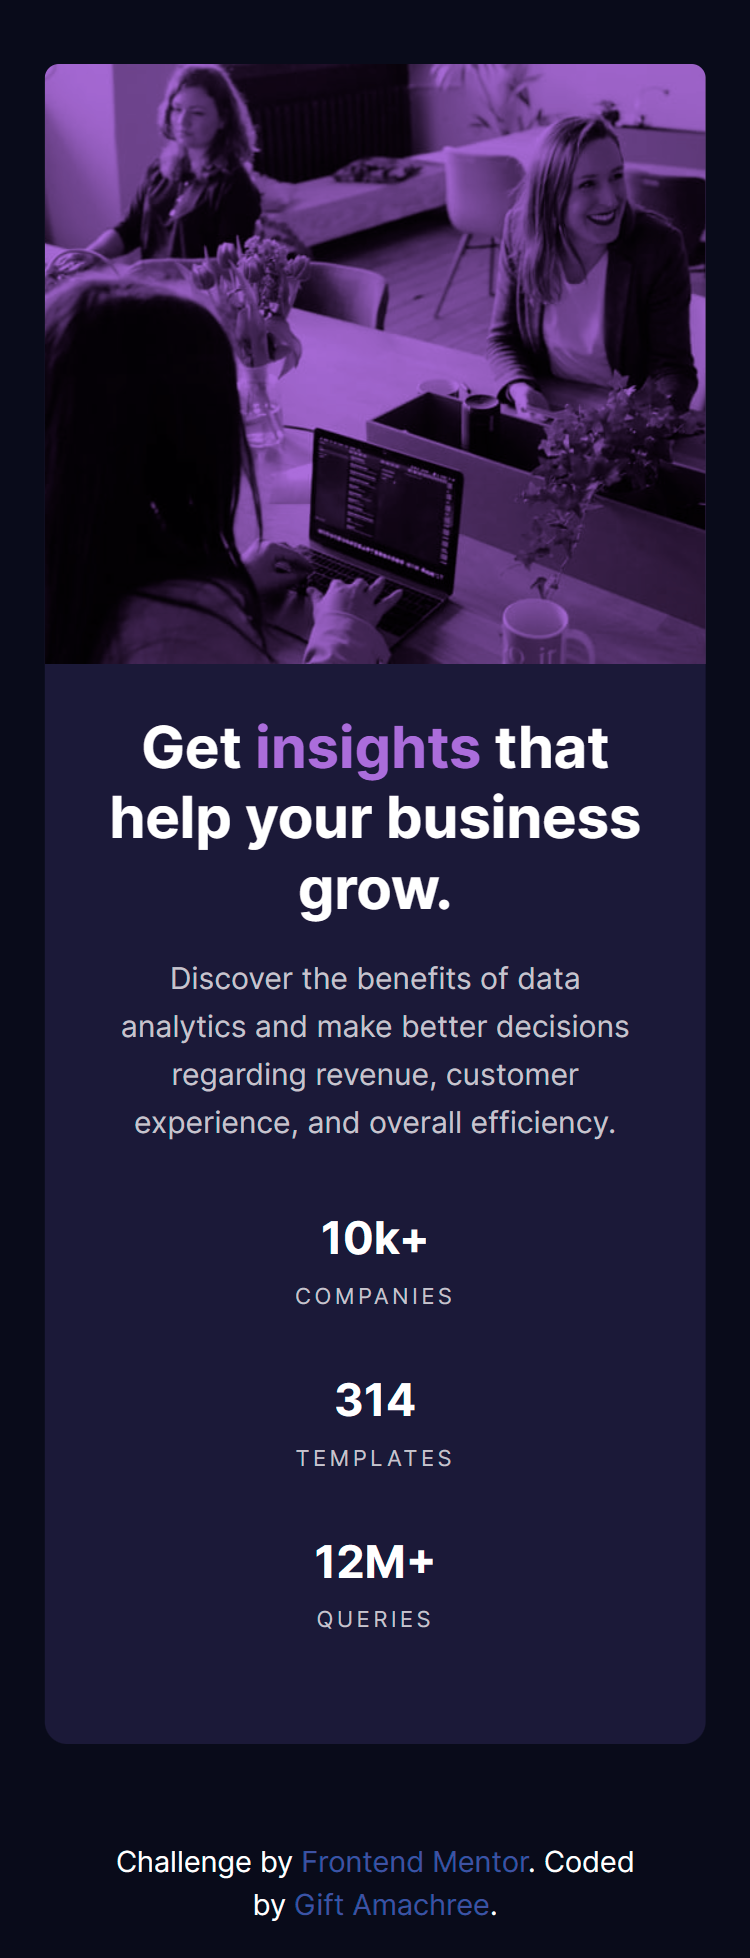 Get insights that
help your business
grow.
Discover the benefits of data
analytics and make better decisions
regarding revenue, customer
experience, and overall efficiency.
10k+
COMPANIES
314
TEMPLATES
12M+
QUERIES
Challenge by Frontend Mentor. Coded
by Gift Amachree.